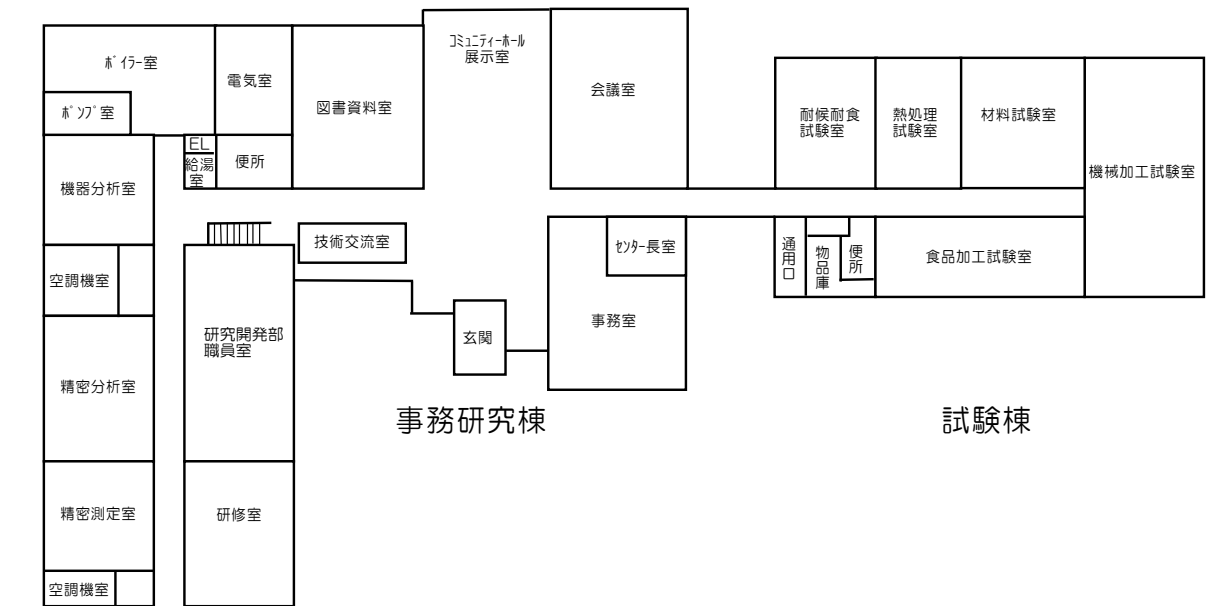 ﾎﾞｲﾗｰ室
電気室
図書資料室
ｺﾐｭﾆﾃｨｰﾎｰﾙ
展示室
会議室
ﾎﾟﾝﾌﾟ室
EL
給湯
室
便所
機器分析室
技術交流室
空調機室
研究開発部
職員室
精密分析室
精密測定室
研修室
空調機室
玄関
ｾﾝﾀｰ長室
事務室
事務研究棟
耐候耐食
試験室
熱処理
試験室
材料試験室
機械加工試験室
通用口
物品庫
便所
食品加工試験室
試験棟